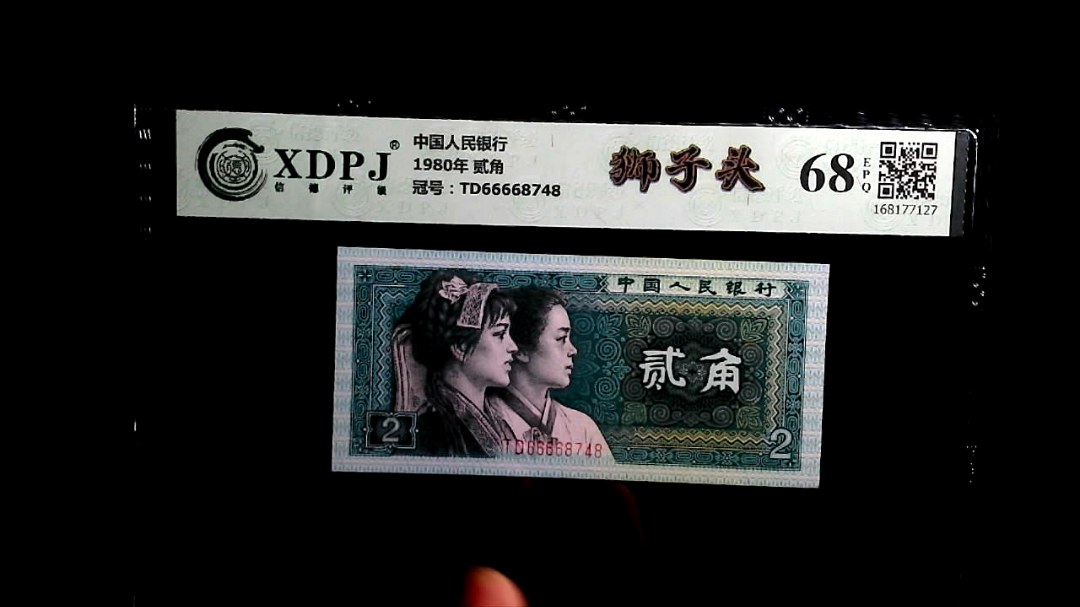 XDPJ®
信德评级
中国人民银行
1980年 贰角
冠号：TD66668748
狮子头
68
EPQ
168177127
中国人民银行
贰角
2
TD66668748
2